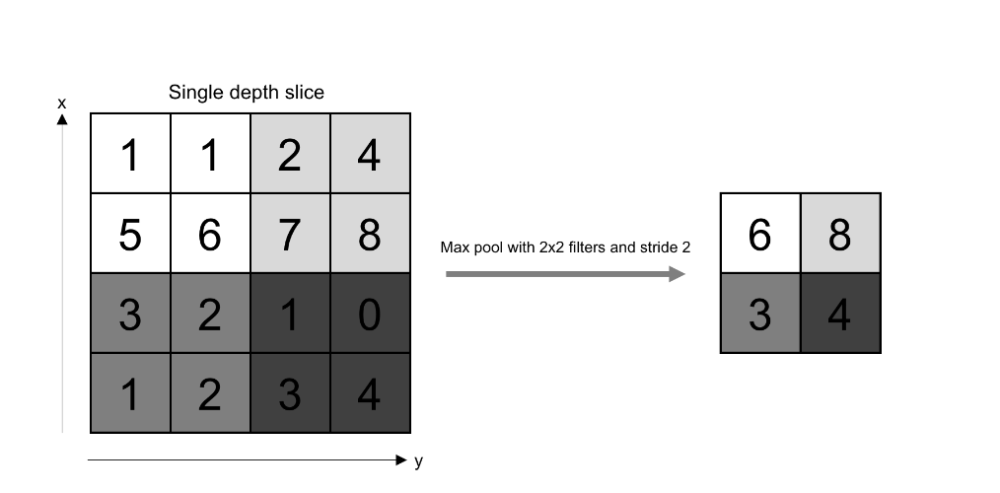 Single depth slice
x
1 1 2 4
5 6 7 8
3 2 1 0
1 2 3 4
y
Max pool with 2x2 filters and stride 2
6 8
3 4